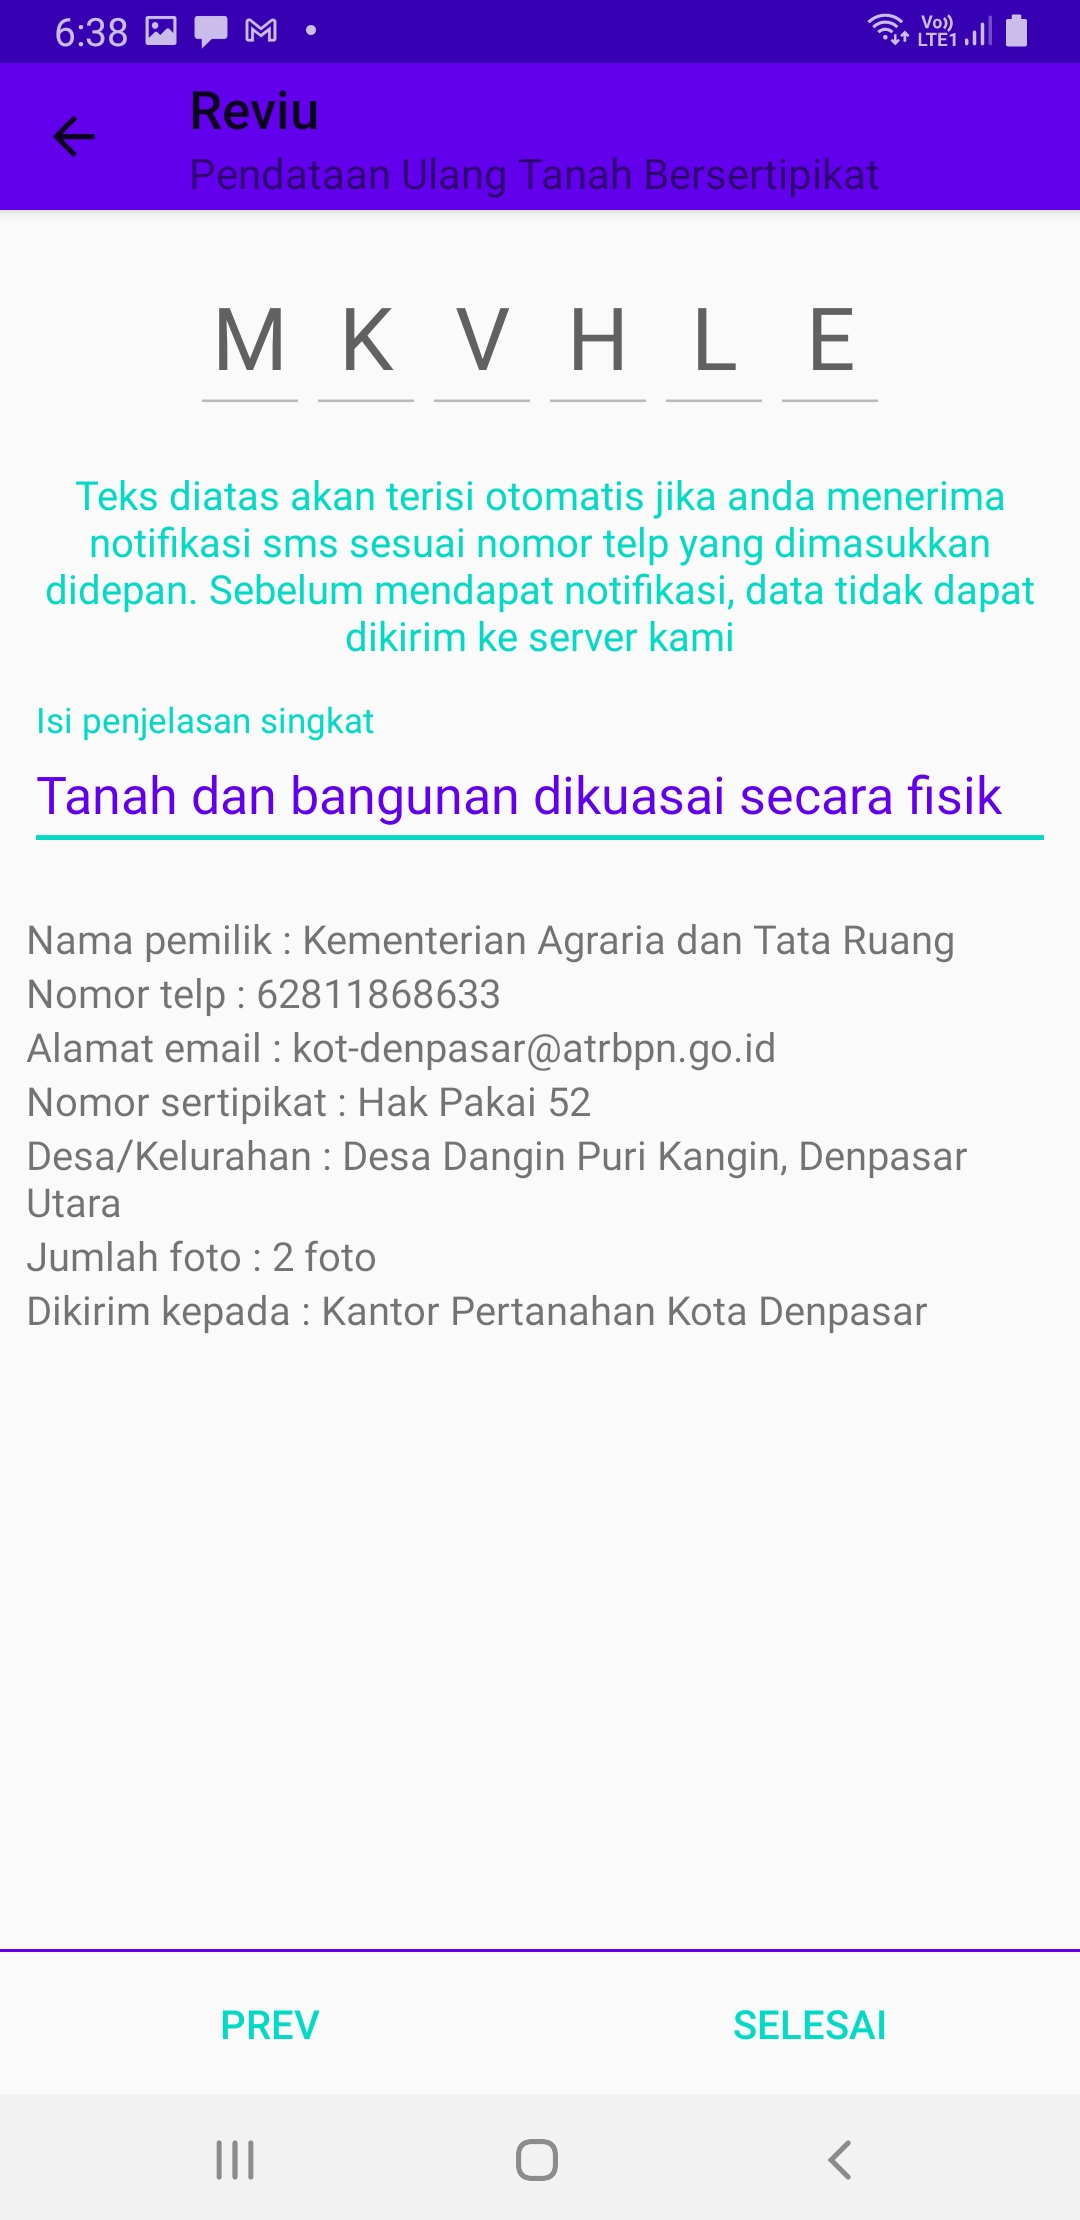 6:38
Vo)) LTE1
Reviu
Pendataan Ulang Tanah Bersertipikat
M K V H L E
Teks diatas akan terisi otomatis jika anda menerima
notifikasi sms sesuai nomor telp yang dimasukkan
didepan. Sebelum mendapat notifikasi, data tidak dapat
dikirim ke server kami
Isi penjelasan singkat
Tanah dan bangunan dikuasai secara fisik
Nama pemilik : Kementerian Agraria dan Tata Ruang
Nomor telp : 62811868633
Alamat email : kot-denpasar@atrbpn.go.id
Nomor sertipikat : Hak Pakai 52
Desa/Kelurahan : Desa Dangin Puri Kangin, Denpasar
Utara
Jumlah foto : 2 foto
Dikirim kepada : Kantor Pertanahan Kota Denpasar
PREV SELESAI